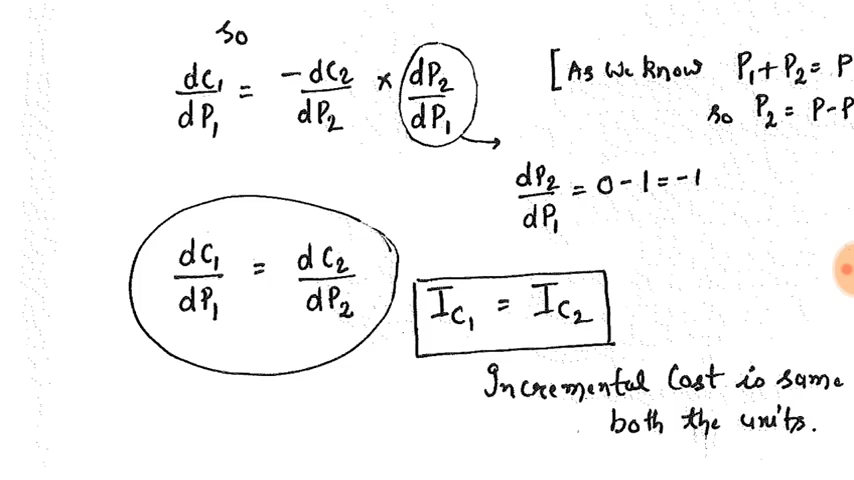 so
dC₁/dP₁ = -dC₂/dP₂ × dP₂/dP₁
[As we know P₁+P₂= P
so P₂ = P-P
dP₂/dP₁ = 0-1=-1
dC₁/dP₁ = dC₂/dP₂
IC₁ = IC₂
Incremental Cost is same
both the units.